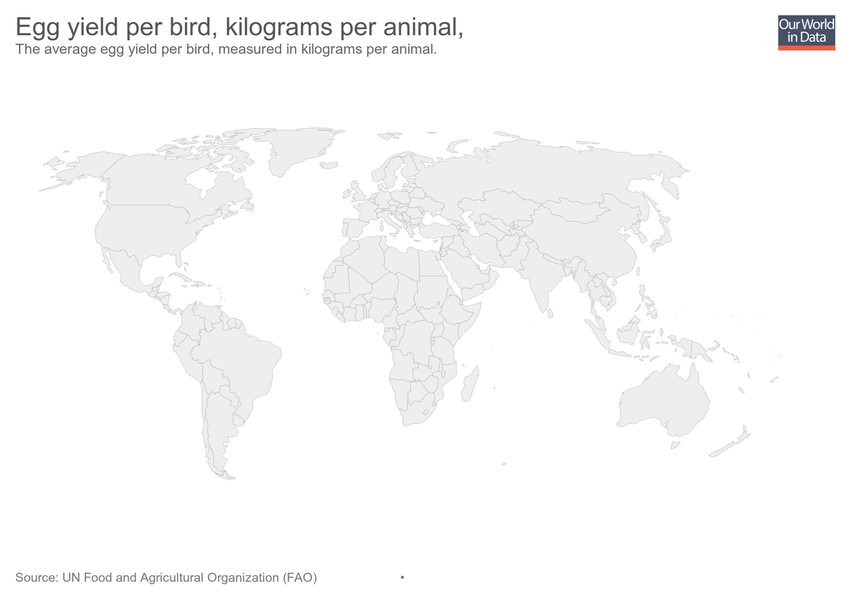 Egg yield per bird, kilograms per animal,
The average egg yield per bird, measured in kilograms per animal.
Our World
in Data
Source: UN Food and Agricultural Organization (FAO)
•